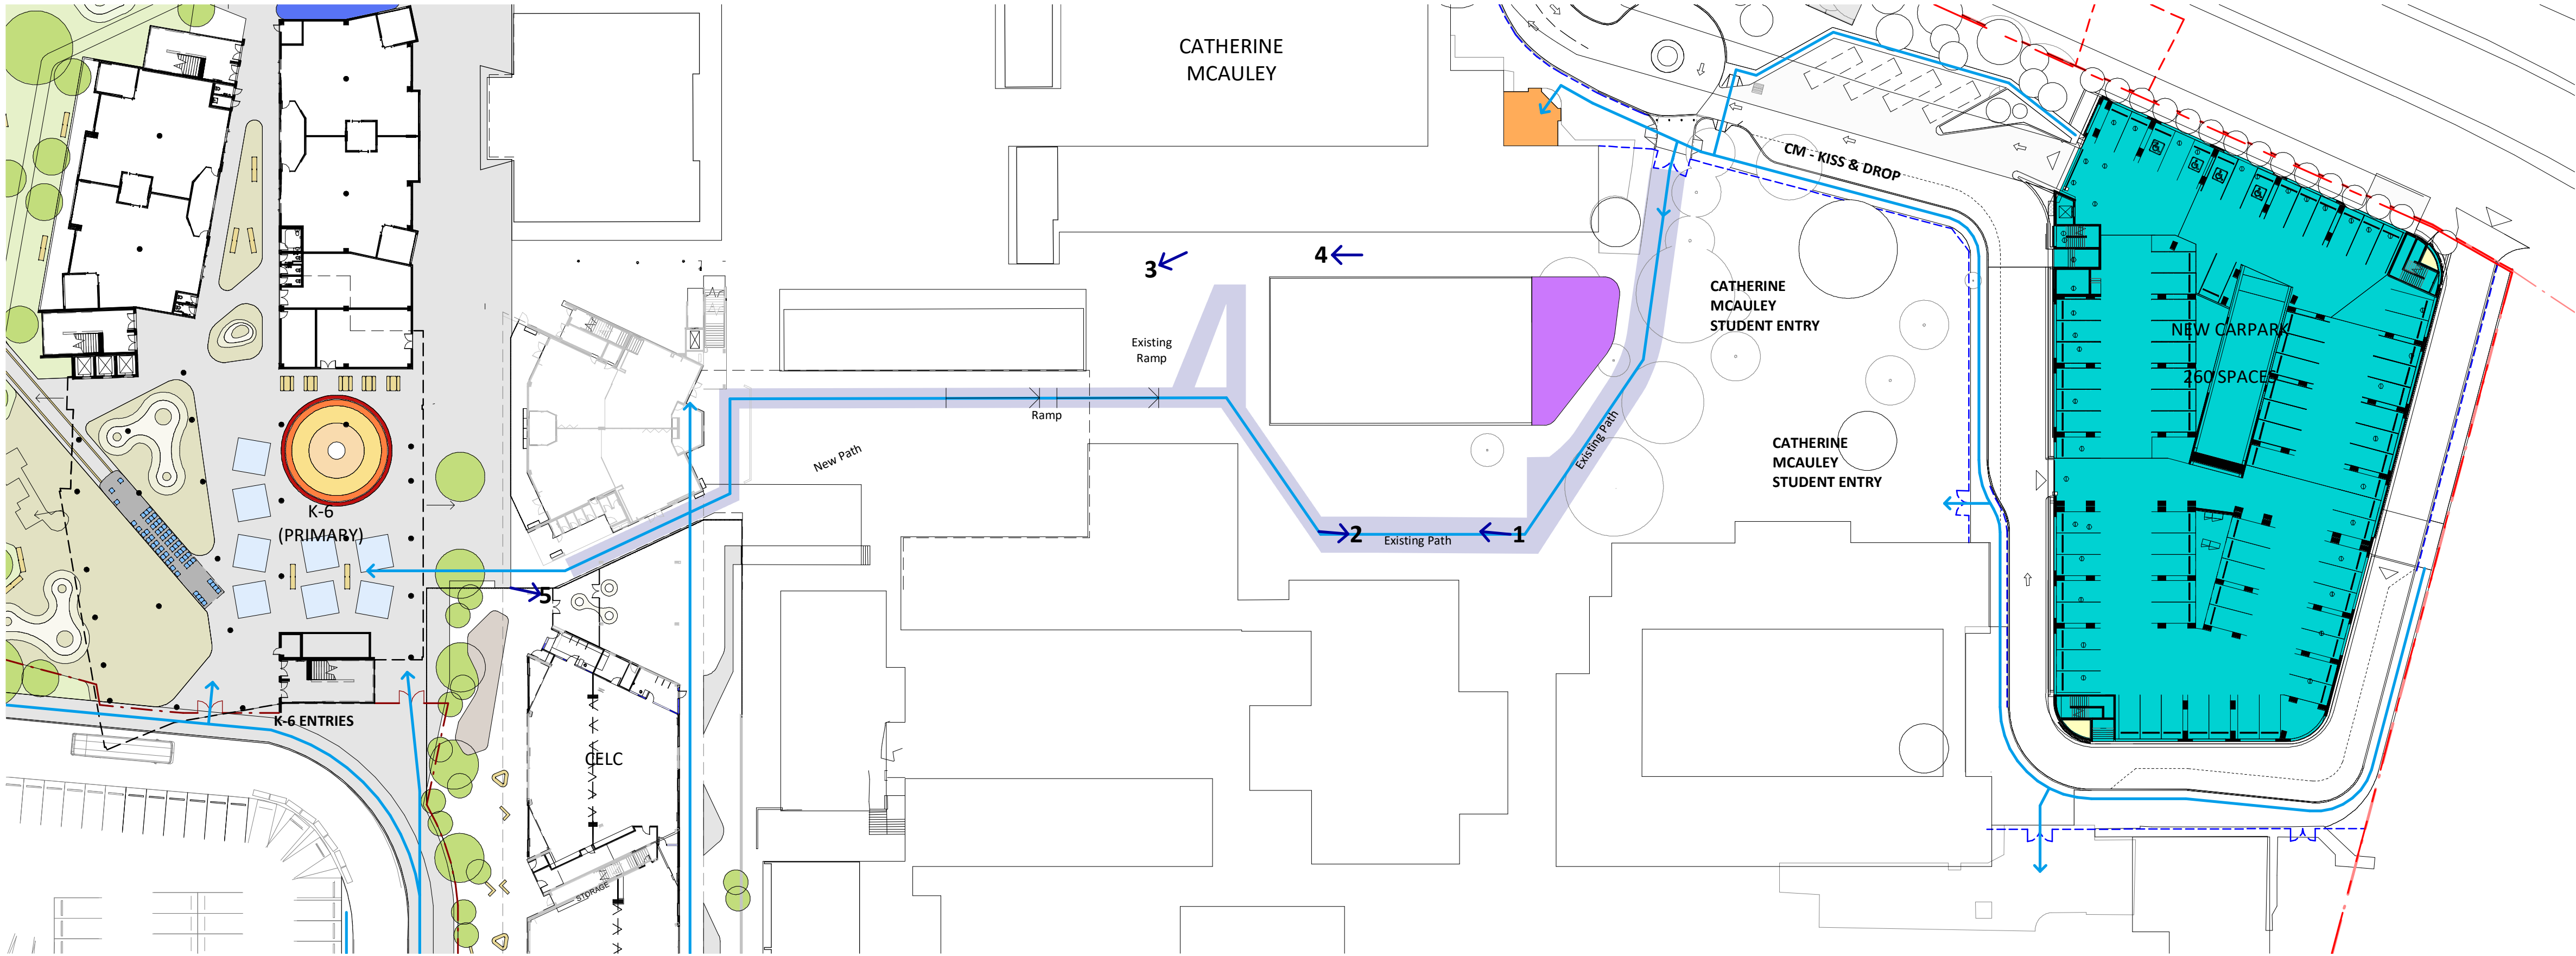 CATHERINE
MCAULEY
CM - KISS & DROP
3
4
CATHERINE
MCAULEY
STUDENT ENTRY
NEW CARPARK
260 SPACES
Existing
Ramp
Ramp
New Path
Existing Path
CATHERINE
MCAULEY
STUDENT ENTRY
K-6
(PRIMARY)
2
Existing Path
1
5
K-6 ENTRIES
CELC
STORAGE